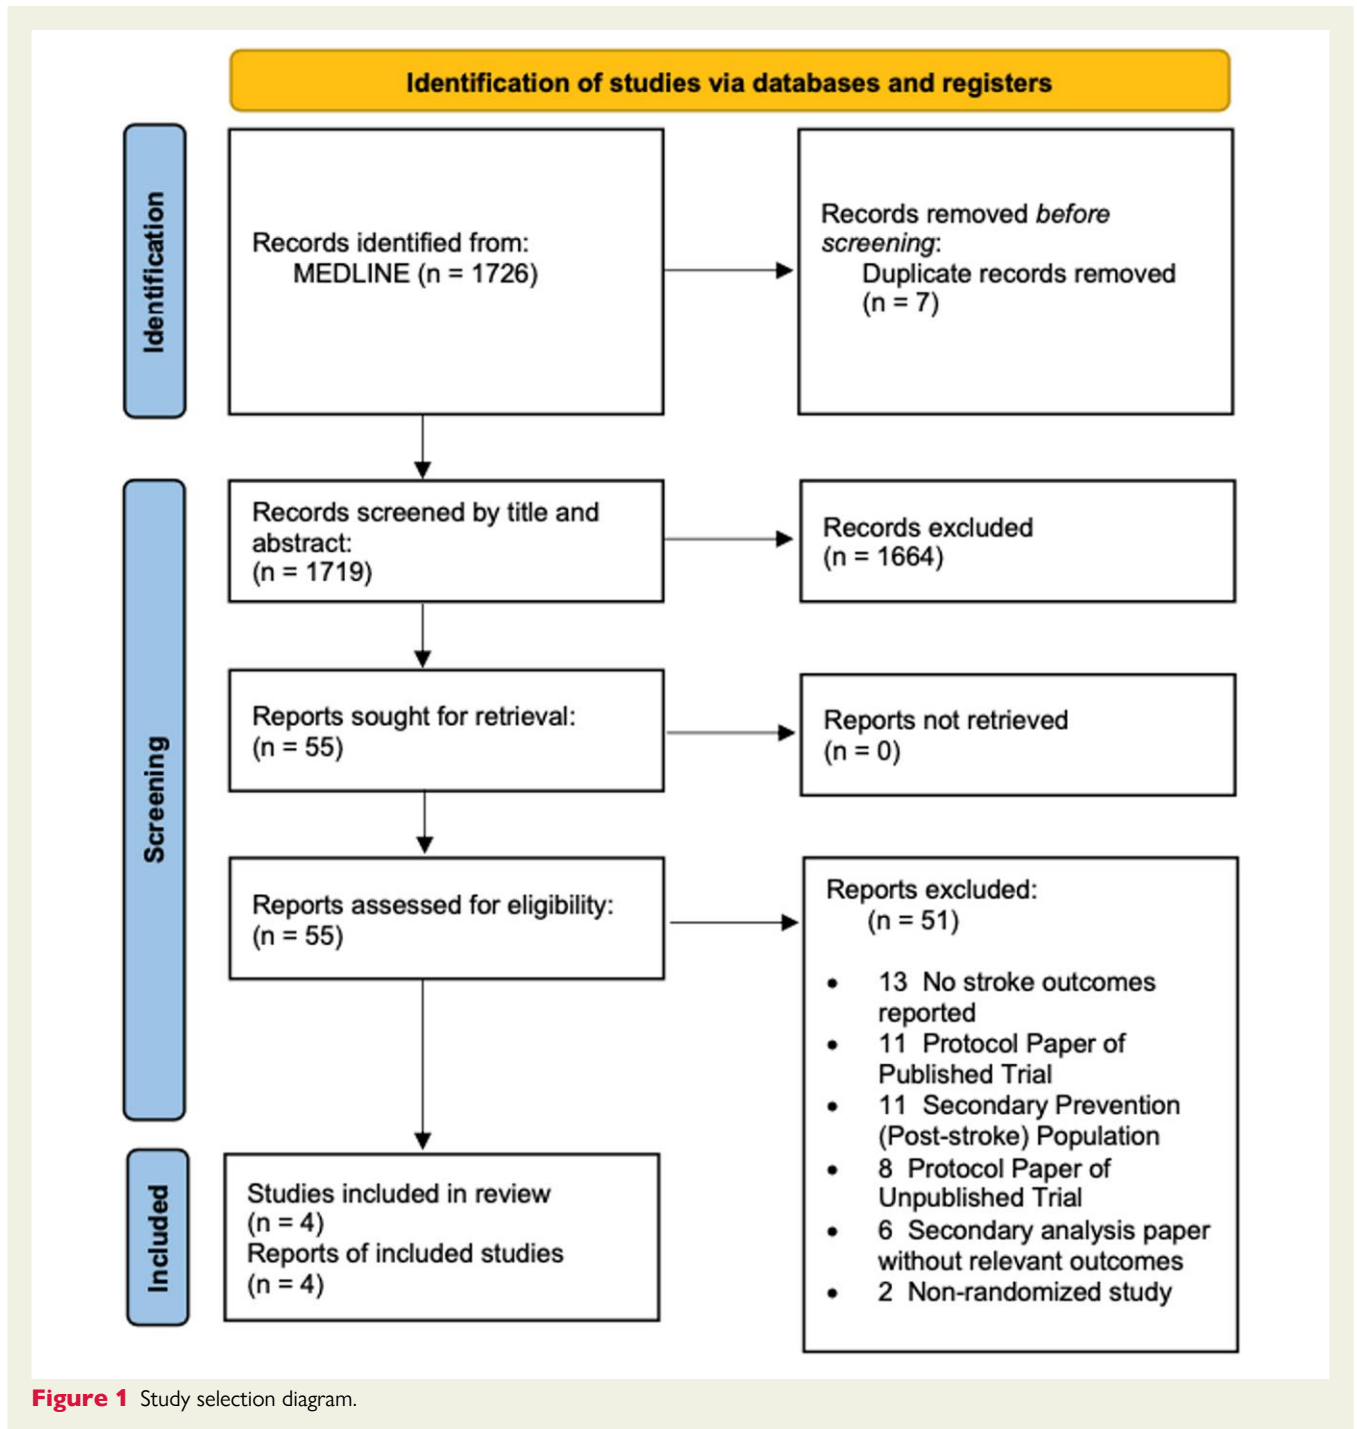 Identification of studies via databases and registers
Identification
Records identified from:
MEDLINE (n = 1726)
Records removed before
screening:
Duplicate records removed
(n = 7)
Screening
Records screened by title and
abstract:
(n = 1719)
Records excluded
(n = 1664)
Reports sought for retrieval:
(n = 55)
Reports not retrieved
(n = 0)
Reports assessed for eligibility:
(n = 55)
Reports excluded:
(n = 51)
• 13 No stroke outcomes
reported
• 11 Protocol Paper of
Published Trial
• 11 Secondary Prevention
(Post-stroke) Population
• 8 Protocol Paper of
Unpublished Trial
• 6 Secondary analysis paper
without relevant outcomes
• 2 Non-randomized study
Included
Studies included in review
(n = 4)
Reports of included studies
(n = 4)
Figure 1 Study selection diagram.